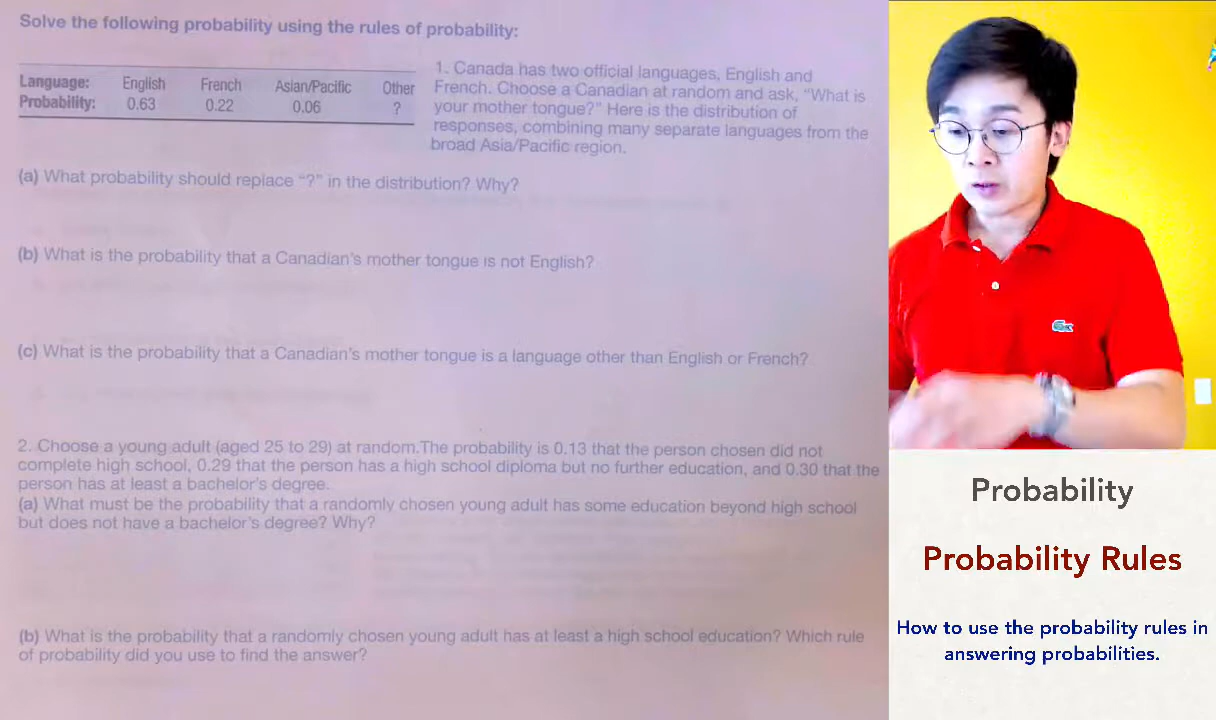 Solve the following probability using the rules of probability:
Language: English French Asian/Pacific Other
Probability: 0.63 0.22 0.06 ?
1. Canada has two official languages, English and
French. Choose a Canadian at random and ask, “What is
your mother tongue?” Here is the distribution of
responses, combining many separate languages from the
broad Asia/Pacific region.
(a) What probability should replace “?” in the distribution? Why?
(b) What is the probability that a Canadian’s mother tongue is not English?
(c) What is the probability that a Canadian’s mother tongue is a language other than English or French?
2. Choose a young adult (aged 25 to 29) at random.The probability is 0.13 that the person chosen did not
complete high school, 0.29 that the person has a high school diploma but no further education, and 0.30 that the
person has at least a bachelor’s degree.
(a) What must be the probability that a randomly chosen young adult has some education beyond high school
but does not have a bachelor’s degree? Why?
(b) What is the probability that a randomly chosen young adult has at least a high school education? Which rule
of probability did you use to find the answer?
Probability
Probability Rules
How to use the probability rules in
answering probabilities.